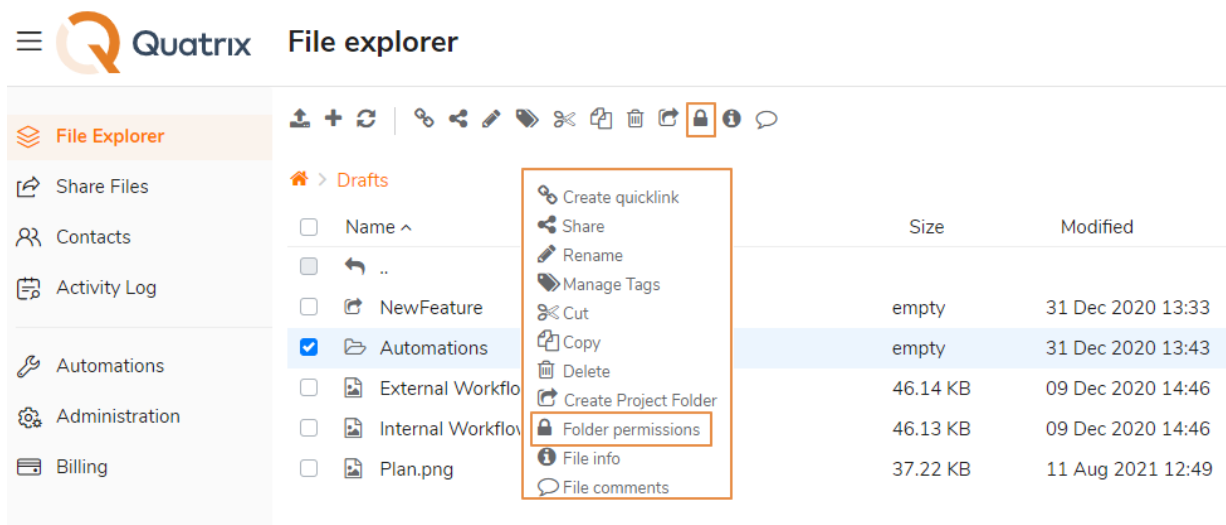 Quatrix File explorer
File Explorer
Share Files
Contacts
Activity Log
Automations
Administration
Billing
> Drafts
Name Size Modified
..
NewFeature empty 31 Dec 2020 13:33
Automations empty 31 Dec 2020 13:43
External Workflo 46.14 KB 09 Dec 2020 14:46
Internal Workflov 46.13 KB 09 Dec 2020 14:46
Plan.png 37.22 KB 11 Aug 2021 12:49
Create quicklink
Share
Rename
Manage Tags
Cut
Copy
Delete
Create Project Folder
Folder permissions
File info
File comments